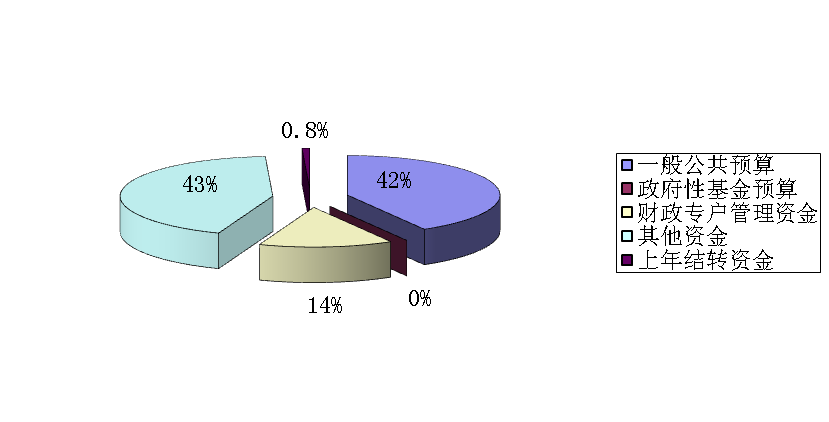 0.8%
43%
42%
14%
0%
一般公共预算
政府性基金预算
财政专户管理资金
其他资金
上年结转资金